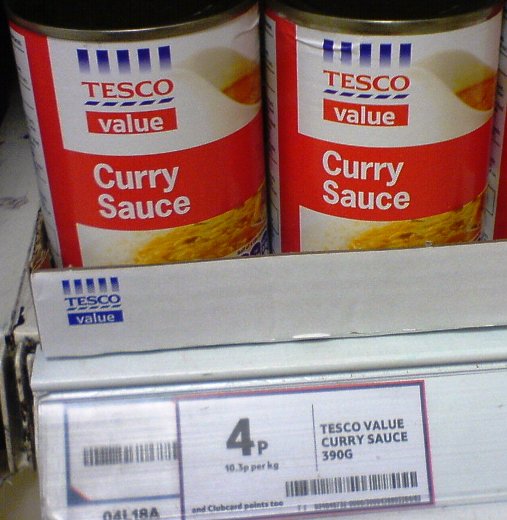 TESCO
value
Curry
Sauce
TESCO
value
Curry
Sauce
TESCO
value
4P
10.3p per kg
TESCO VALUE
CURRY SAUCE
390G
and Clubcard points too
04L18A